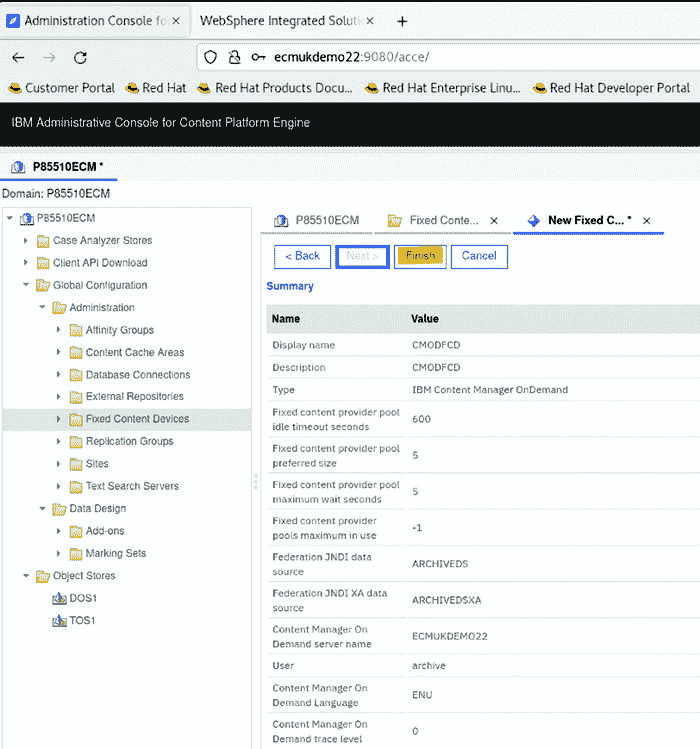 Administration Console fo
WebSphere Integrated Soluti
ecmukdemo22:9080/acce/
Customer Portal
Red Hat
Red Hat Products Docu...
Red Hat Enterprise Linu...
Red Hat Developer Portal
IBM Administrative Console for Content Platform Engine
P85510ECM *
Domain: P85510ECM
P85510ECM
Case Analyzer Stores
Client API Download
Global Configuration
Administration
Affinity Groups
Content Cache Areas
Database Connections
External Repositories
Fixed Content Devices
Replication Groups
Sites
Text Search Servers
Data Design
Add-ons
Marking Sets
Object Stores
DOS1
TOS1
P85510ECM
Fixed Conte...
New Fixed C... *
< Back
Next >
Finish
Cancel
Summary
Name Value
Display name CMODFCD
Description CMODFCD
Type IBM Content Manager OnDemand
Fixed content provider pool
idle timeout seconds 600
Fixed content provider pool
preferred size 5
Fixed content provider pool
maximum wait seconds 5
Fixed content provider
pools maximum in use -1
Federation JNDI data
source ARCHIVEDS
Federation JNDI XA data
source ARCHIVEDSXA
Content Manager On
Demand server name ECMUKDEMO22
User archive
Content Manager On
Demand Language ENU
Content Manager On
Demand trace level 0